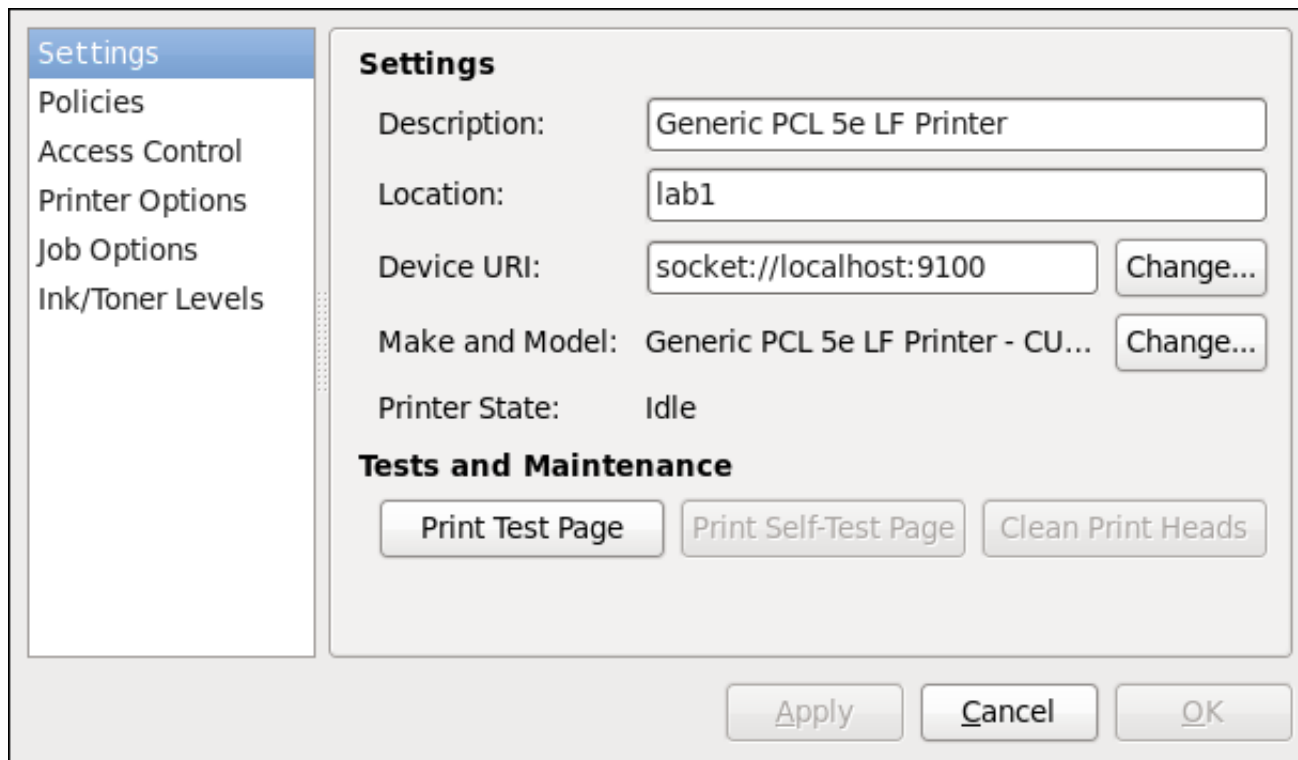 Settings
Policies
Access Control
Printer Options
Job Options
Ink/Toner Levels
Settings
Description: Generic PCL 5e LF Printer
Location: lab1
Device URI: socket://localhost:9100 Change...
Make and Model: Generic PCL 5e LF Printer - CU... Change...
Printer State: Idle
Tests and Maintenance
Print Test Page Print Self-Test Page Clean Print Heads
Apply Cancel OK